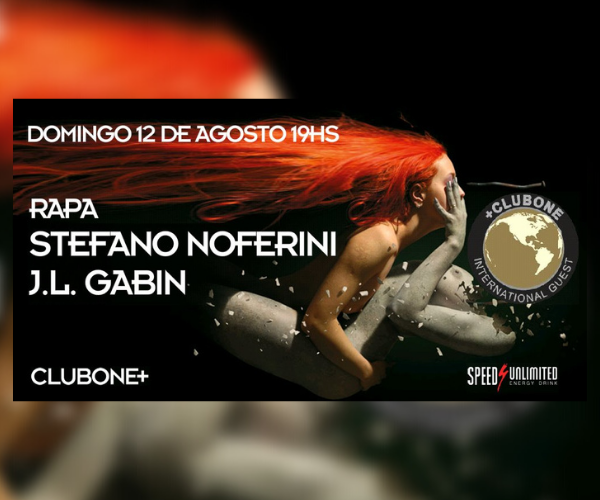 DOMINGO 12 DE AGOSTO 19HS
RAPA
STEFANO NOFERINI
J.L. GABIN
+CLUBONE
INTERNATIONAL GUEST
CLUBONE+
SPEED UNLIMITED
ENERGY DRINK